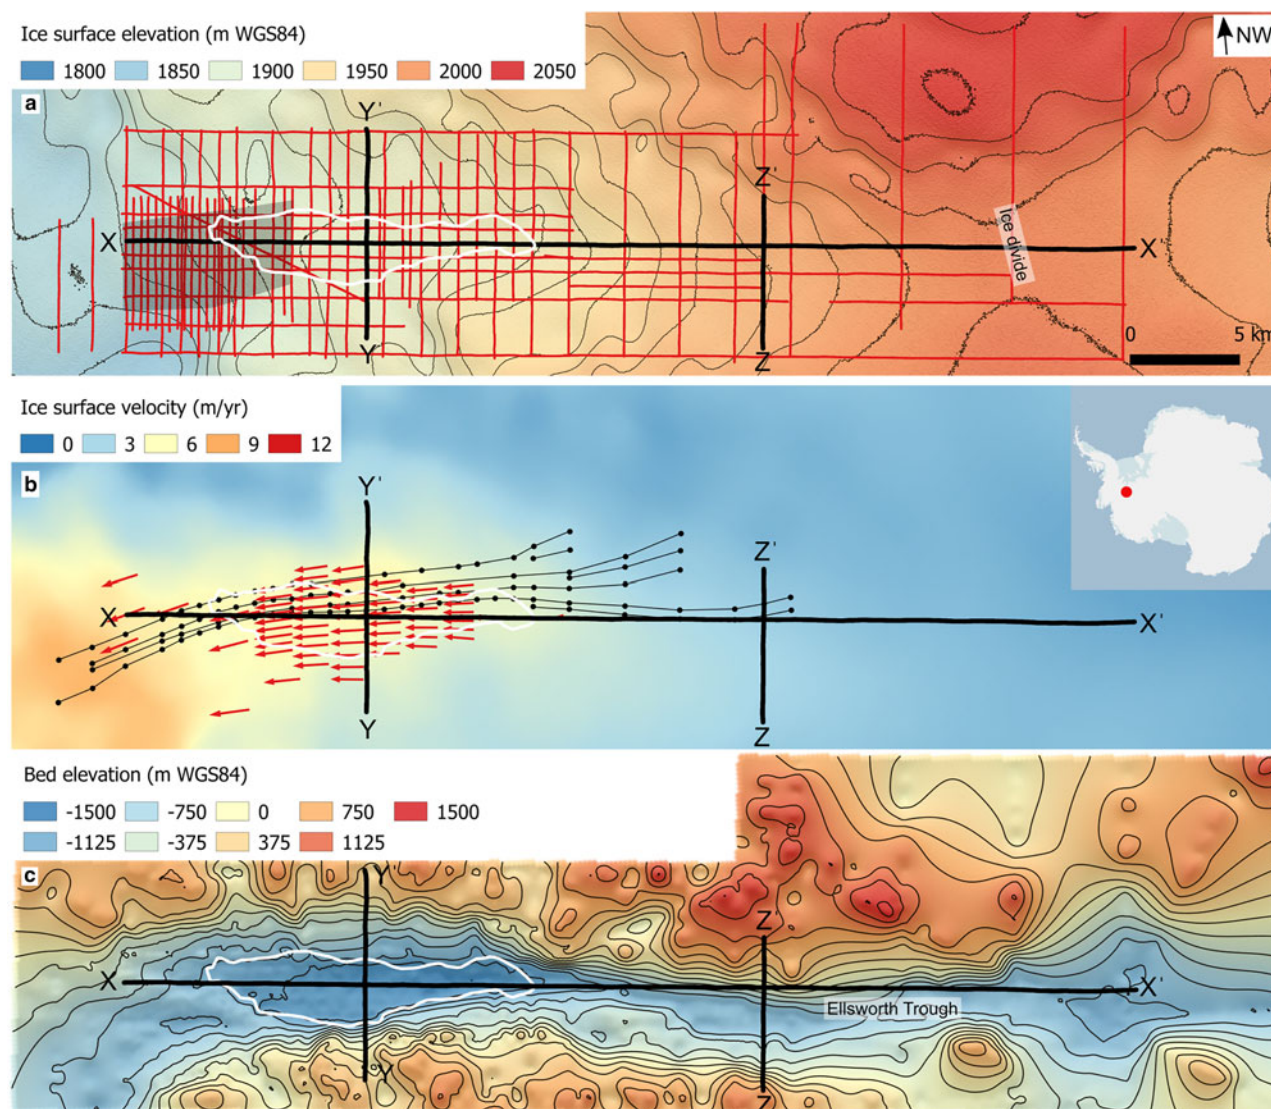 Ice surface elevation (m WGS84)
1800 1850 1900 1950 2000 2050
NW
a
Y'
Z'
X
X'
Ice divide
Y
Z
0 5 km
Ice surface velocity (m/yr)
0 3 6 9 12
b
Y'
Z'
X
X'
Y
Z
Bed elevation (m WGS84)
-1500 -750 0 750 1500
-1125 -375 375 1125
c
Y'
Z'
X
X'
Ellsworth Trough
Y
Z